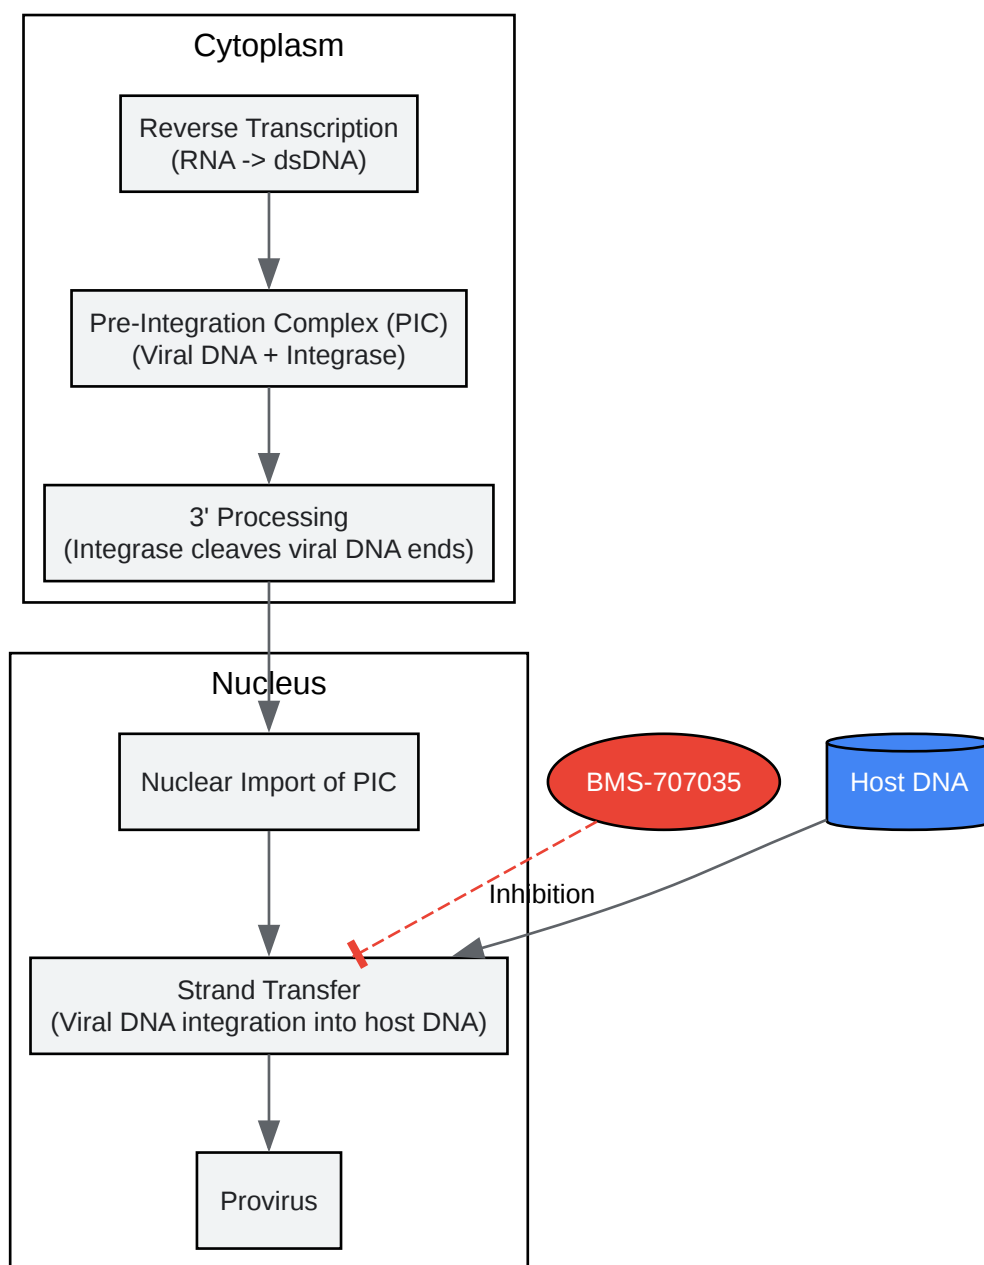 Cytoplasm
Reverse Transcription
(RNA -> dsDNA)
Pre-Integration Complex (PIC)
(Viral DNA + Integrase)
3' Processing
(Integrase cleaves viral DNA ends)
Nucleus
Nuclear Import of PIC
BMS-707035
Host DNA
Inhibition
Strand Transfer
(Viral DNA integration into host DNA)
Provirus